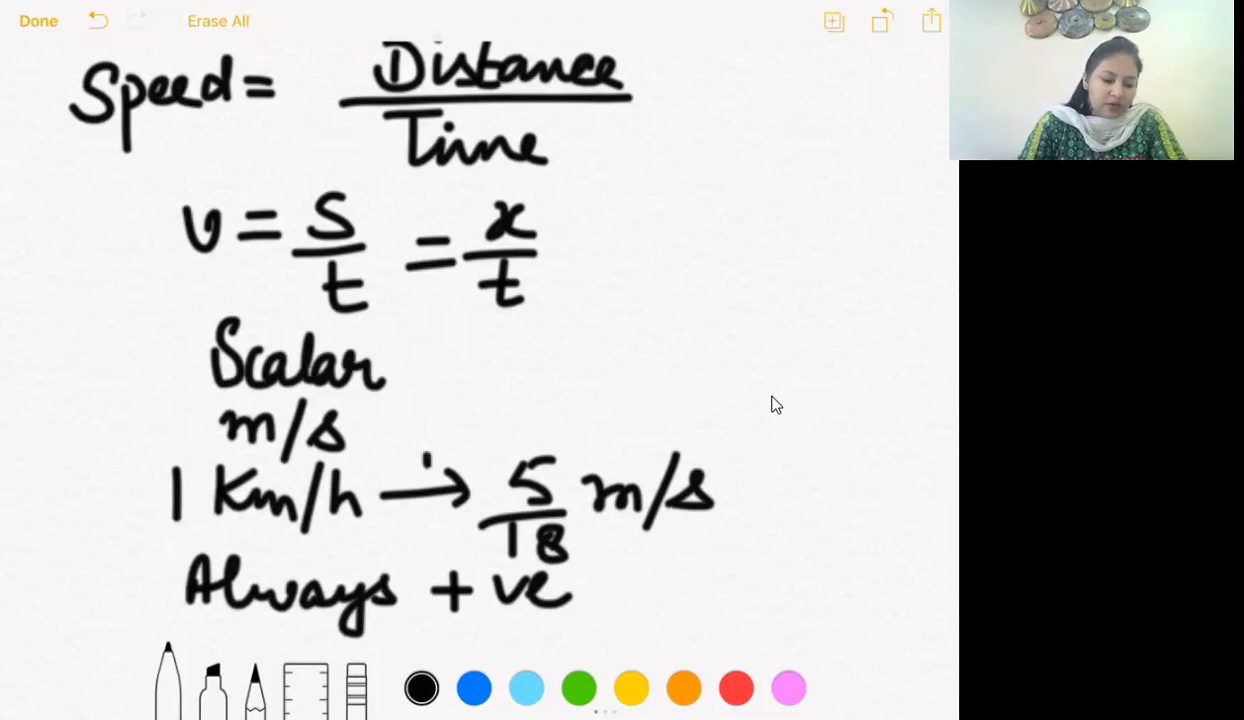 Done Erase All
Speed = Distance / Time
v = s/t = x/t
Scalar
m/s
1 Km/h → 5/18 m/s
Always + ve